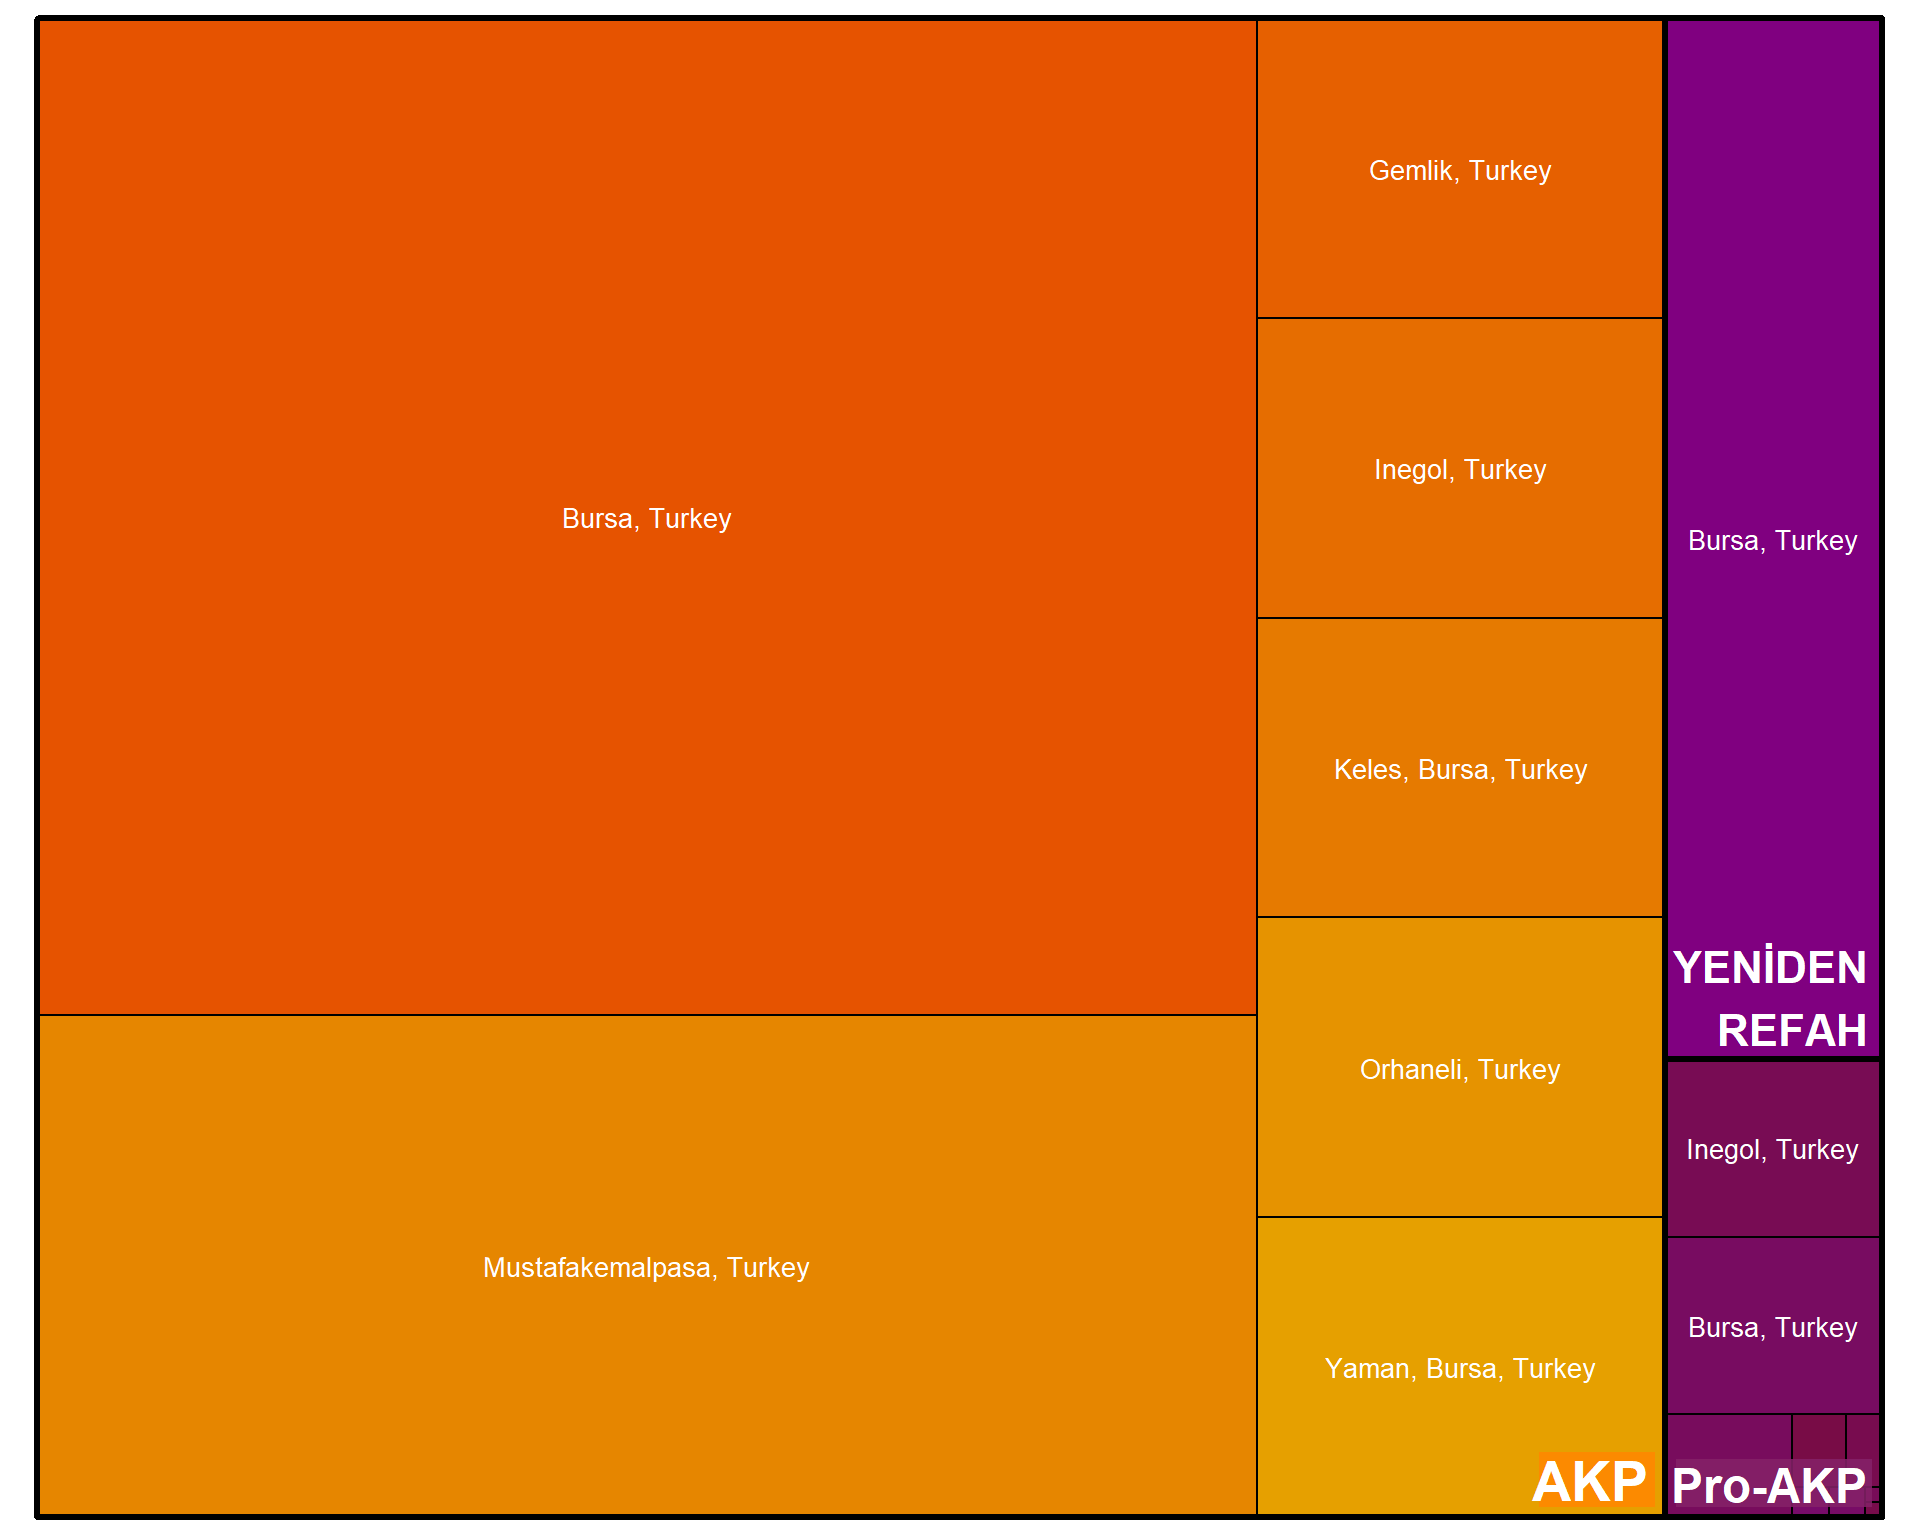 Bursa, Turkey
Mustafakemalpasa, Turkey
Gemlik, Turkey
Inegol, Turkey
Keles, Bursa, Turkey
Orhaneli, Turkey
Yaman, Bursa, Turkey
AKP
Bursa, Turkey
YENİDEN
REFAH
Inegol, Turkey
Bursa, Turkey
Pro-AKP